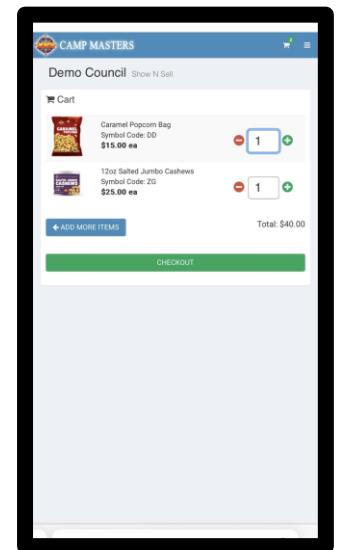 CAMP MASTERS
Demo Council Show N Sell
Cart
Caramel Popcorn Bag
Symbol Code: DD
$15.00 ea
1
12oz Salted Jumbo Cashews
Symbol Code: ZG
$25.00 ea
1
ADD MORE ITEMS
Total: $40.00
CHECKOUT